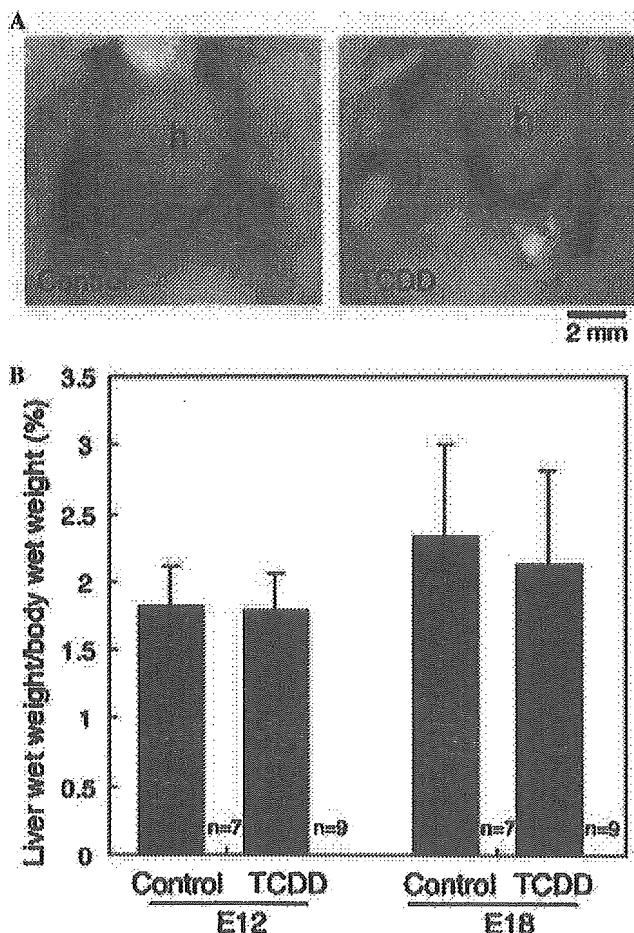 A
h
h
Control
TCDD
2 mm
B
Liver wet weight/body wet weight (%)
3.5
3
2.5
2
1.5
1
0.5
0
n=7
n=9
n=7
n=9
Control TCDD
Control TCDD
E12
E18